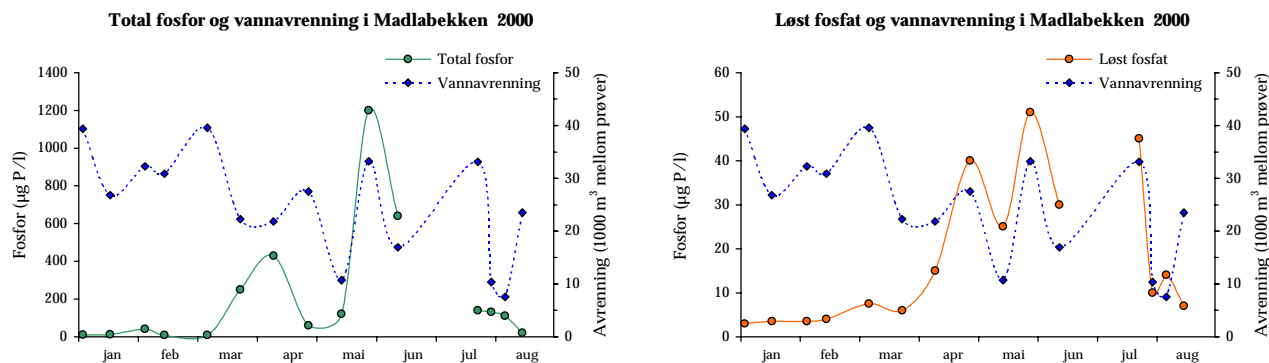 Total fosfor og vannavrenning i Madlabekken 2000
Total fosfor
Vannavrenning
Fosfor (µg P/l)
1400
1200
1000
800
600
400
200
0
50
40
30
20
10
0
Avrenning (1000 m³ mellom prøver)
jan feb mar apr mai jun jul aug
Løst fosfat og vannavrenning i Madlabekken 2000
Løst fosfat
Vannavrenning
Fosfor (µg P/l)
60
50
40
30
20
10
0
50
40
30
20
10
0
Avrenning (1000 m³ mellom prøver)
jan feb mar apr mai jun jul aug